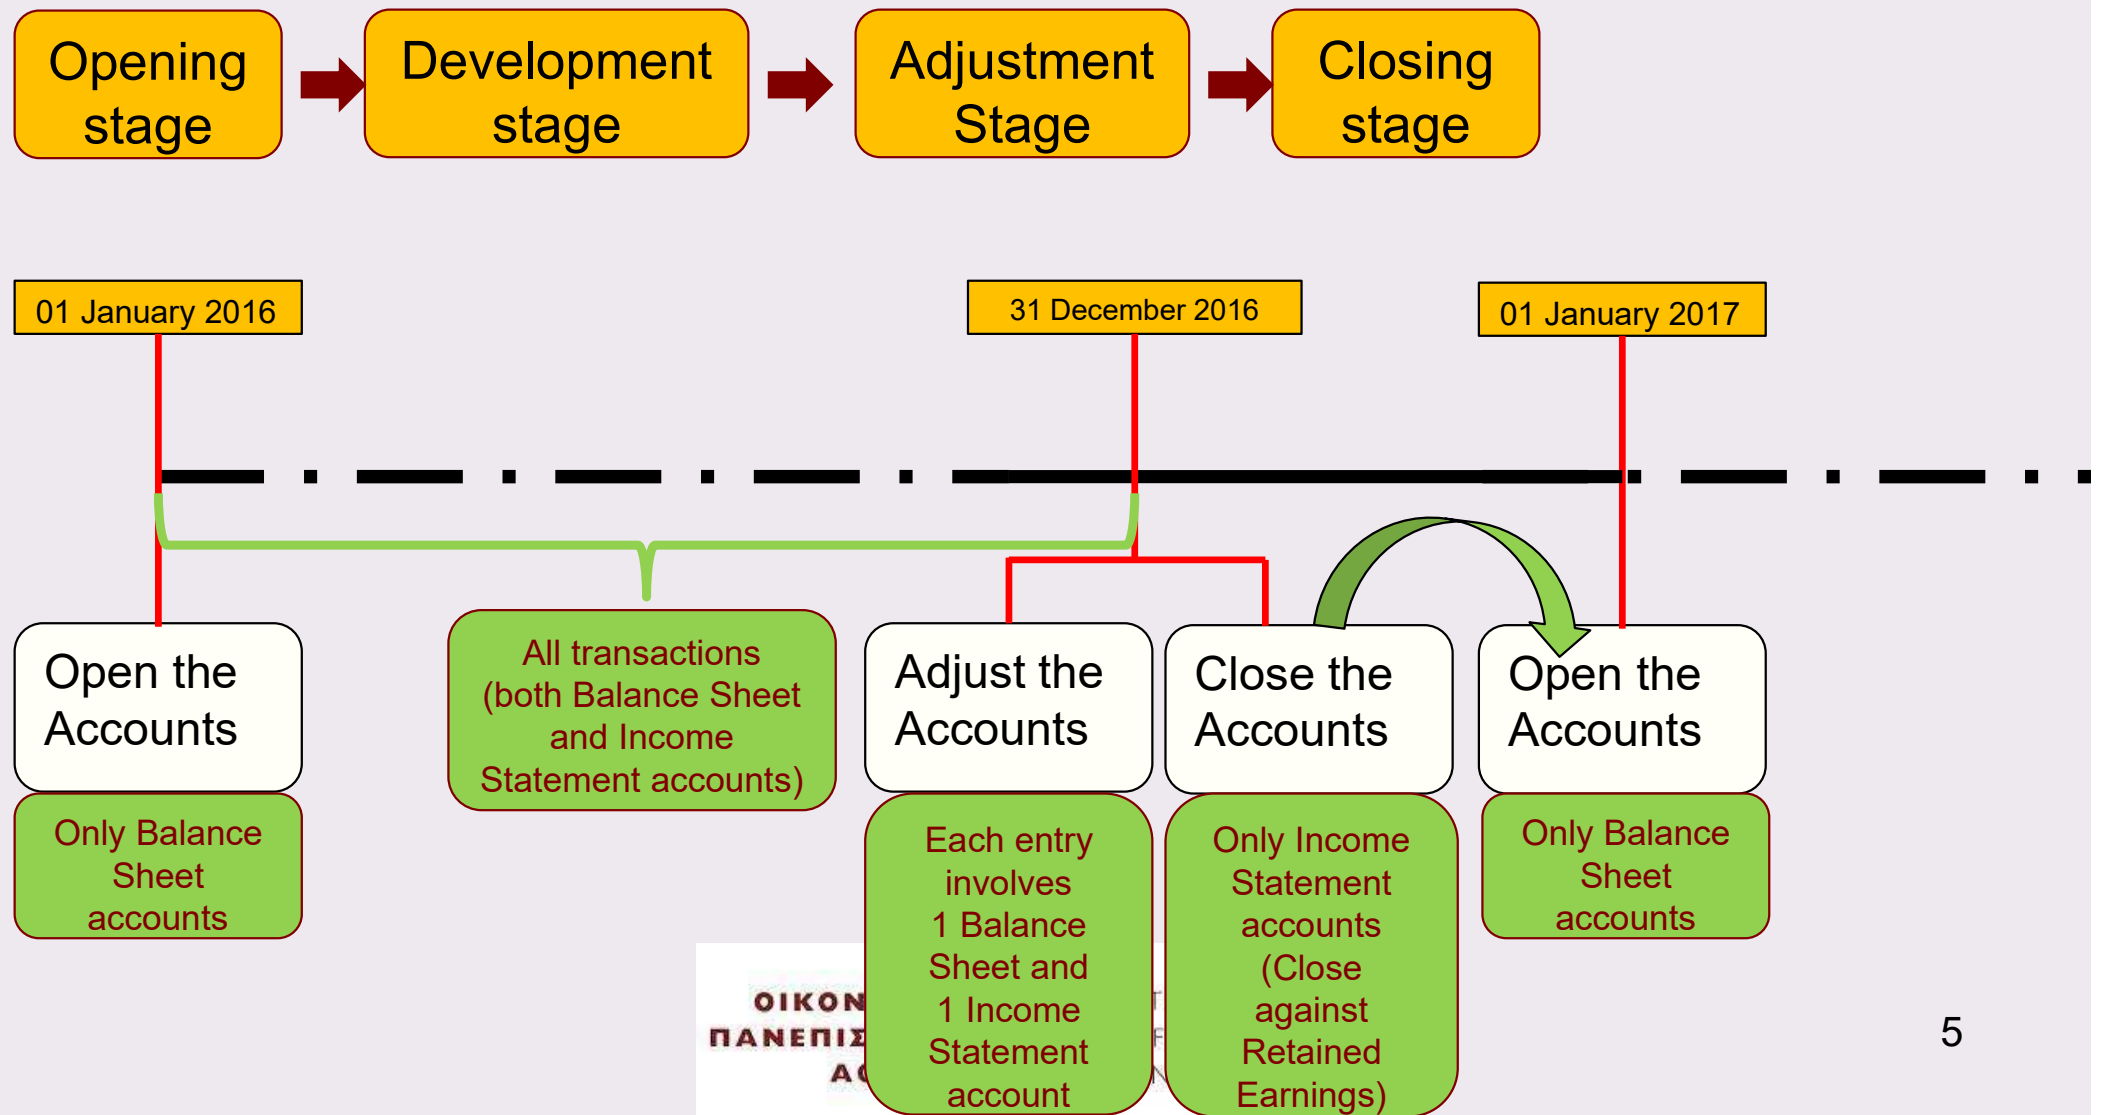 Opening
stage
Development
stage
Adjustment
Stage
Closing
stage
01 January 2016
31 December 2016
01 January 2017
Open the
Accounts
Only Balance
Sheet
accounts
All transactions
(both Balance Sheet
and Income
Statement accounts)
Adjust the
Accounts
Each entry
involves
1 Balance
Sheet and
1 Income
Statement
account
Close the
Accounts
Only Income
Statement
accounts
(Close
against
Retained
Earnings)
Open the
Accounts
Only Balance
Sheet
accounts
5